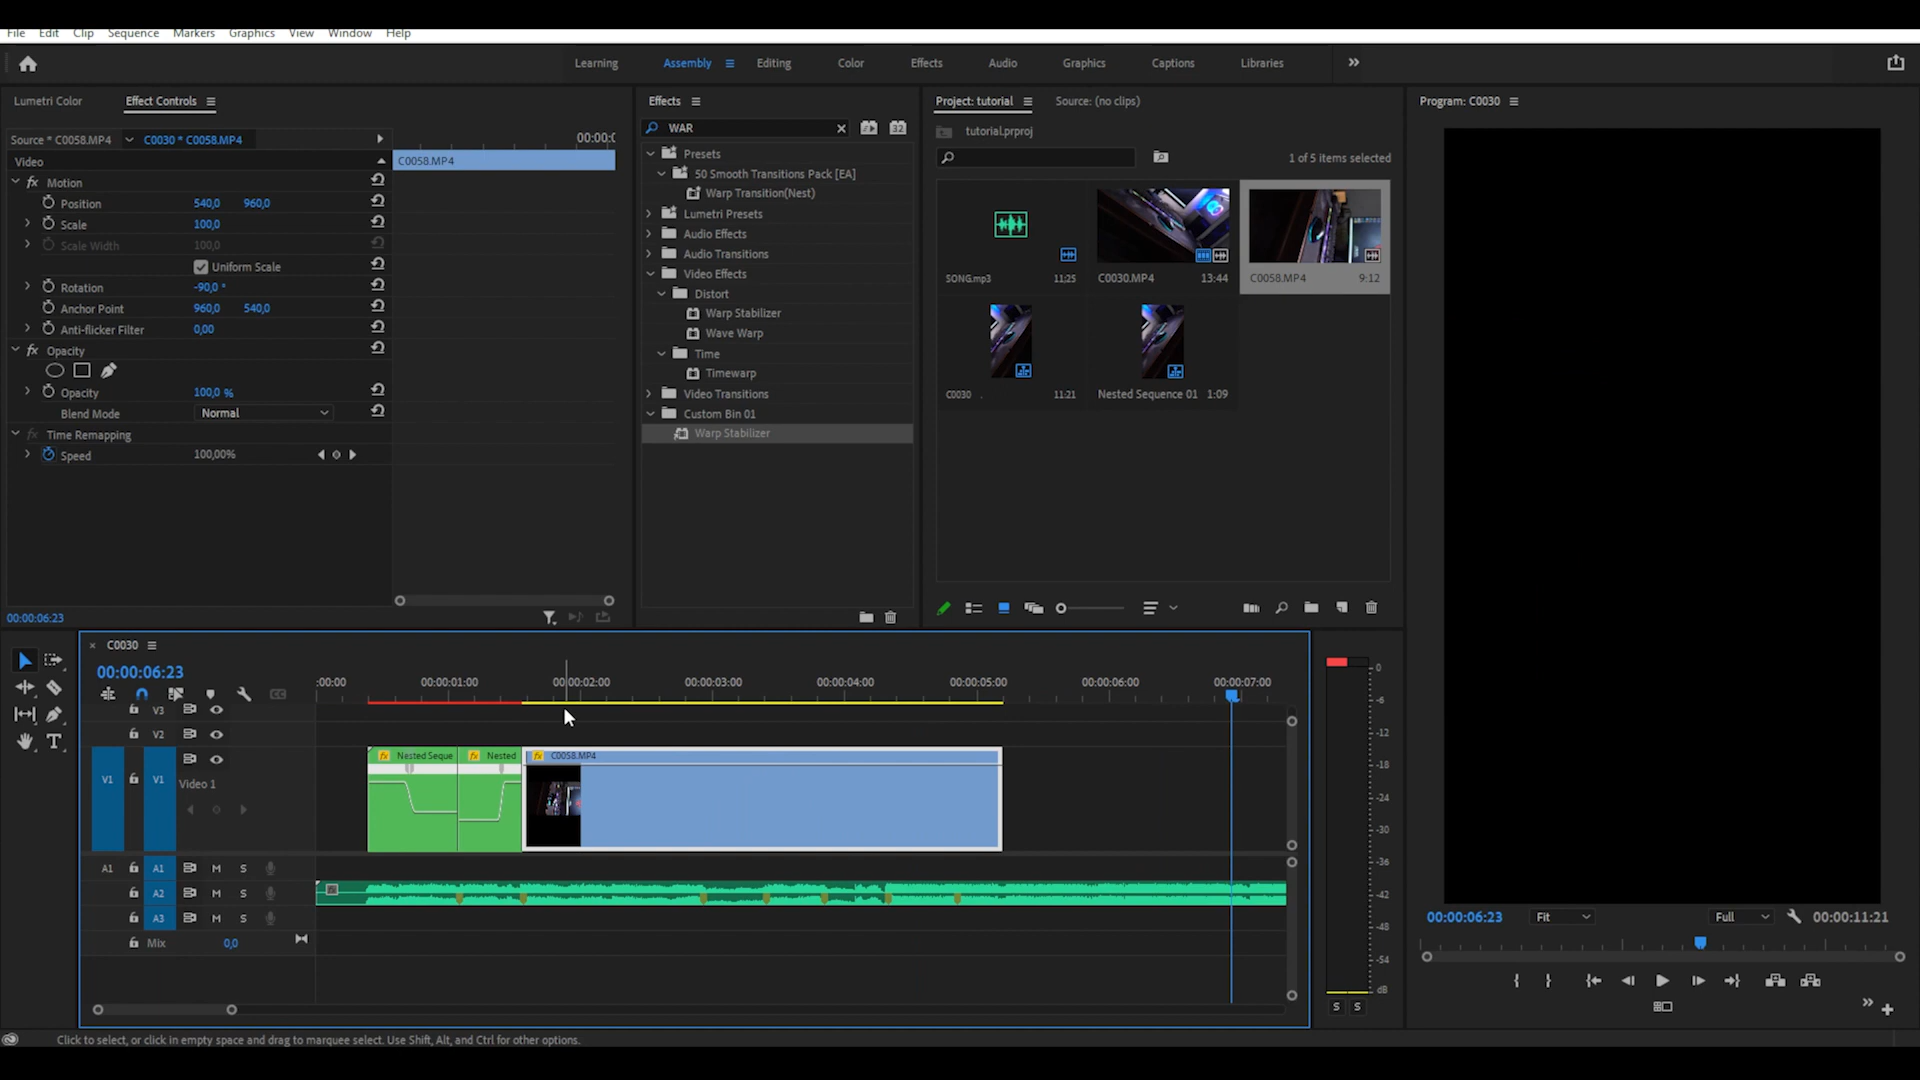 File Edit Clip Sequence Markers Graphics View Window Help
Learning Assembly Editing Color Effects Audio Graphics Captions Libraries
Lumetri Color Effect Controls
Source * C0058.MP4 C0030 * C0058.MP4
00:00:0
Video
C0058.MP4
fx Motion
Position 540,0 960,0
Scale 100,0
Scale Width 100,0
Uniform Scale
Rotation -90,0 °
Anchor Point 960,0 540,0
Anti-flicker Filter 0,00
fx Opacity
Opacity 100,0 %
Blend Mode Normal
fx Time Remapping
Speed 100,00%
00:00:06:23
Effects
WAR
32
Presets
50 Smooth Transitions Pack [EA]
Warp Transition(Nest)
Lumetri Presets
Audio Effects
Audio Transitions
Video Effects
Distort
Warp Stabilizer
Wave Warp
Time
Timewarp
Video Transitions
Custom Bin 01
Warp Stabilizer
Project: tutorial Source: (no clips)
tutorial.prproj
1 of 5 items selected
SONG.mp3 11;25
C0030.MP4 13:44
C0058.MP4 9:12
C0030 11:21
Nested Sequence 01 1:09
Program: C0030
00:00:06:23 Fit Full 00:00:11:21
C0030
00:00:06:23
:00:00 00:00:01:00 00:00:02:00 00:00:03:00 00:00:04:00 00:00:05:00 00:00:06:00 00:00:07:00
V3
V2
V1 V1 Video 1
fx Nested Seque fx Nested fx C0058.MP4
A1 A1 M S
A2 M S
A3 M S
Mix 0,0
0
-6
-12
-18
-24
-30
-36
-42
-48
-54
dB
S S
Click to select, or click in empty space and drag to marquee select. Use Shift, Alt, and Ctrl for other options.